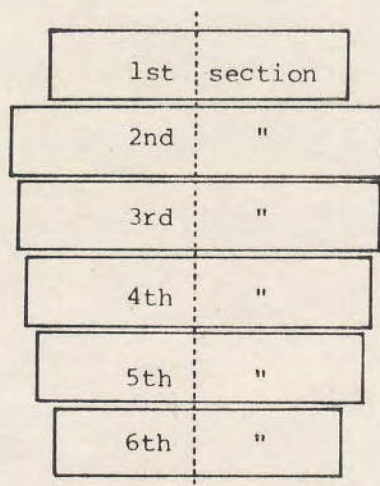 1st section
2nd "
3rd "
4th "
5th "
6th "